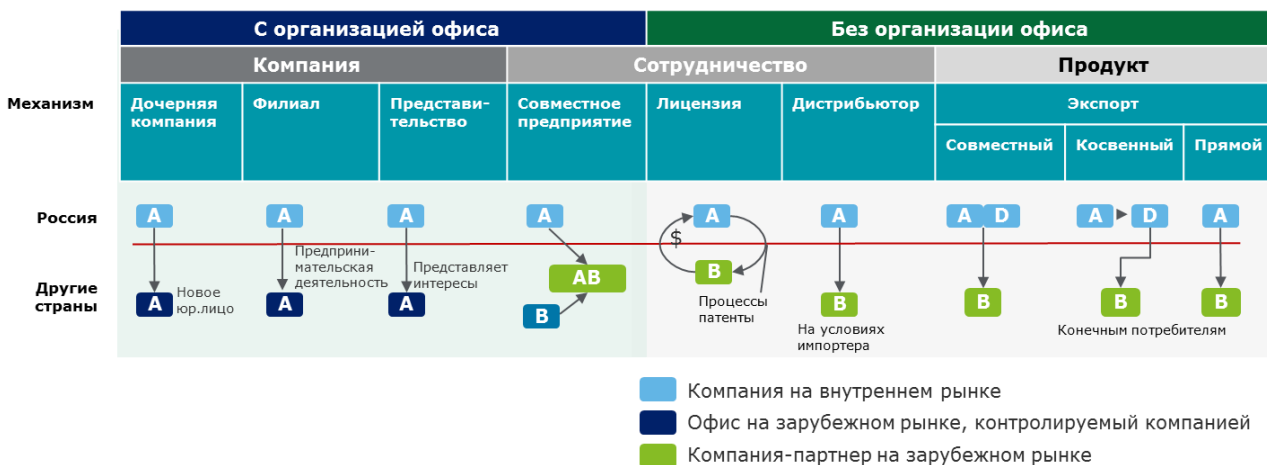 С организацией офиса
Без организации офиса
Компания
Сотрудничество
Продукт
Механизм
Дочерняя
компания
Филиал
Представи-
тельство
Совместное
предприятие
Лицензия
Дистрибьютор
Экспорт
Совместный
Косвенный
Прямой
Россия
A
A
A
A
A
A
A D
A D
A
$
Предприни-
мательская
деятельность
Представляет
интересы
AB
B
Другие
страны
A
Новое
юр.лицо
A
A
B
Процессы
патенты
B
На условиях
импортера
B
B
B
Конечным потребителям
Компания на внутреннем рынке
Офис на зарубежном рынке, контролируемый компанией
Компания-партнер на зарубежном рынке